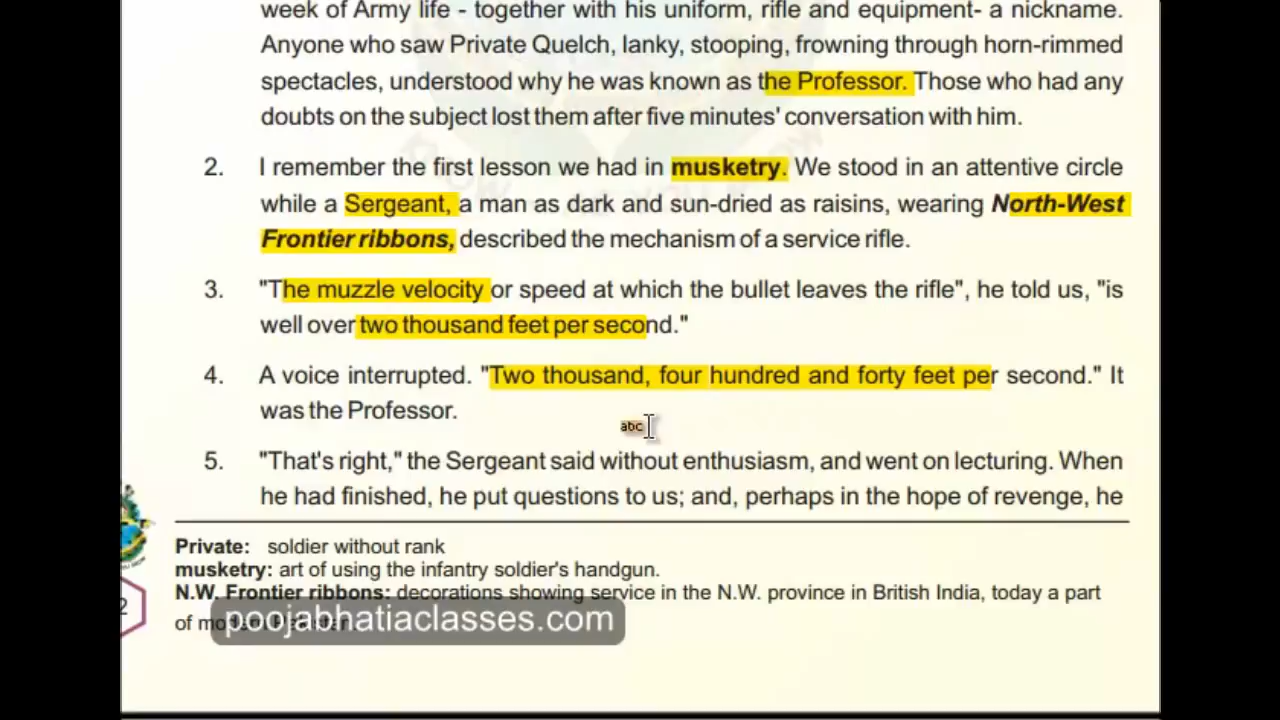 week of Army life - together with his uniform, rifle and equipment- a nickname.
Anyone who saw Private Quelch, lanky, stooping, frowning through horn-rimmed
spectacles, understood why he was known as the Professor. Those who had any
doubts on the subject lost them after five minutes' conversation with him.
2. I remember the first lesson we had in musketry. We stood in an attentive circle
while a Sergeant, a man as dark and sun-dried as raisins, wearing North-West
Frontier ribbons, described the mechanism of a service rifle.
3. "The muzzle velocity or speed at which the bullet leaves the rifle", he told us, "is
well over two thousand feet per second."
4. A voice interrupted. "Two thousand, four hundred and forty feet per second." It
was the Professor.
abc
5. "That's right," the Sergeant said without enthusiasm, and went on lecturing. When
he had finished, he put questions to us; and, perhaps in the hope of revenge, he
Private: soldier without rank
musketry: art of using the infantry soldier's handgun.
N.W. Frontier ribbons: decorations showing service in the N.W. province in British India, today a part
of
2
poojabhatiaclasses.com